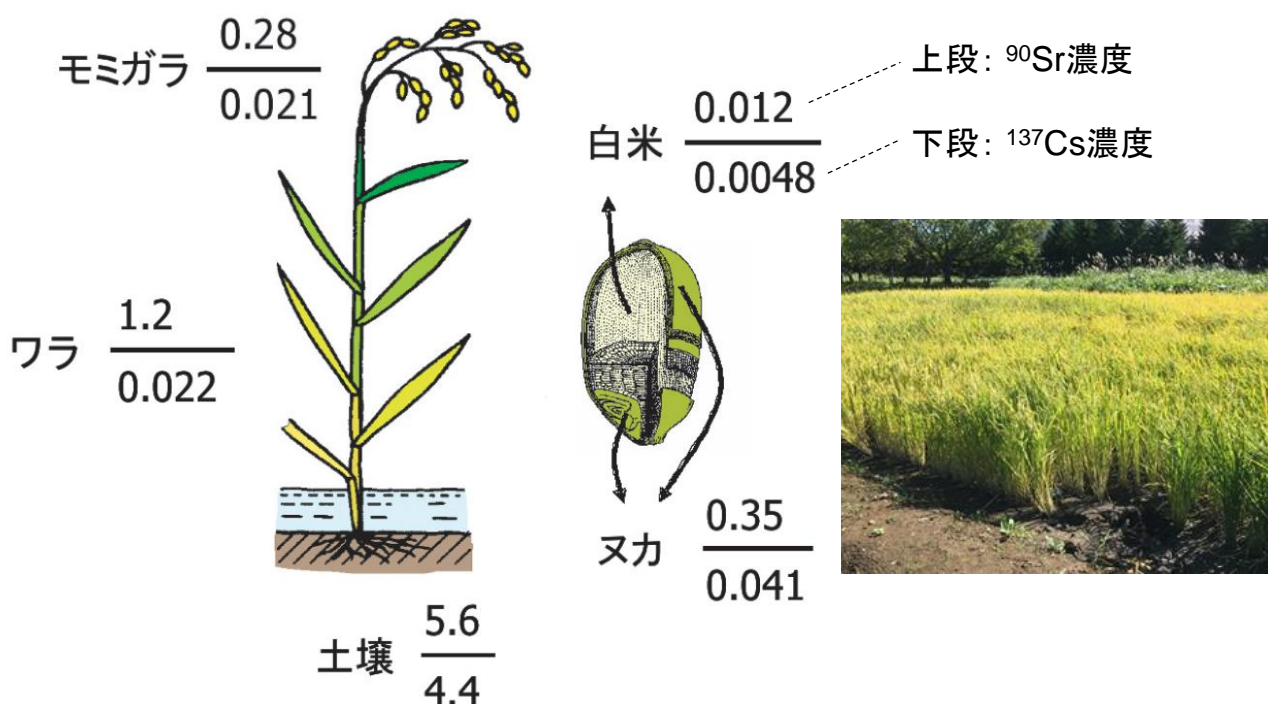 モミガラ
0.28
0.021
上段：⁹⁰Sr濃度
白米
0.012
0.0048
下段：¹³⁷Cs濃度
ワラ
1.2
0.022
ヌカ
0.35
0.041
土壌
5.6
4.4